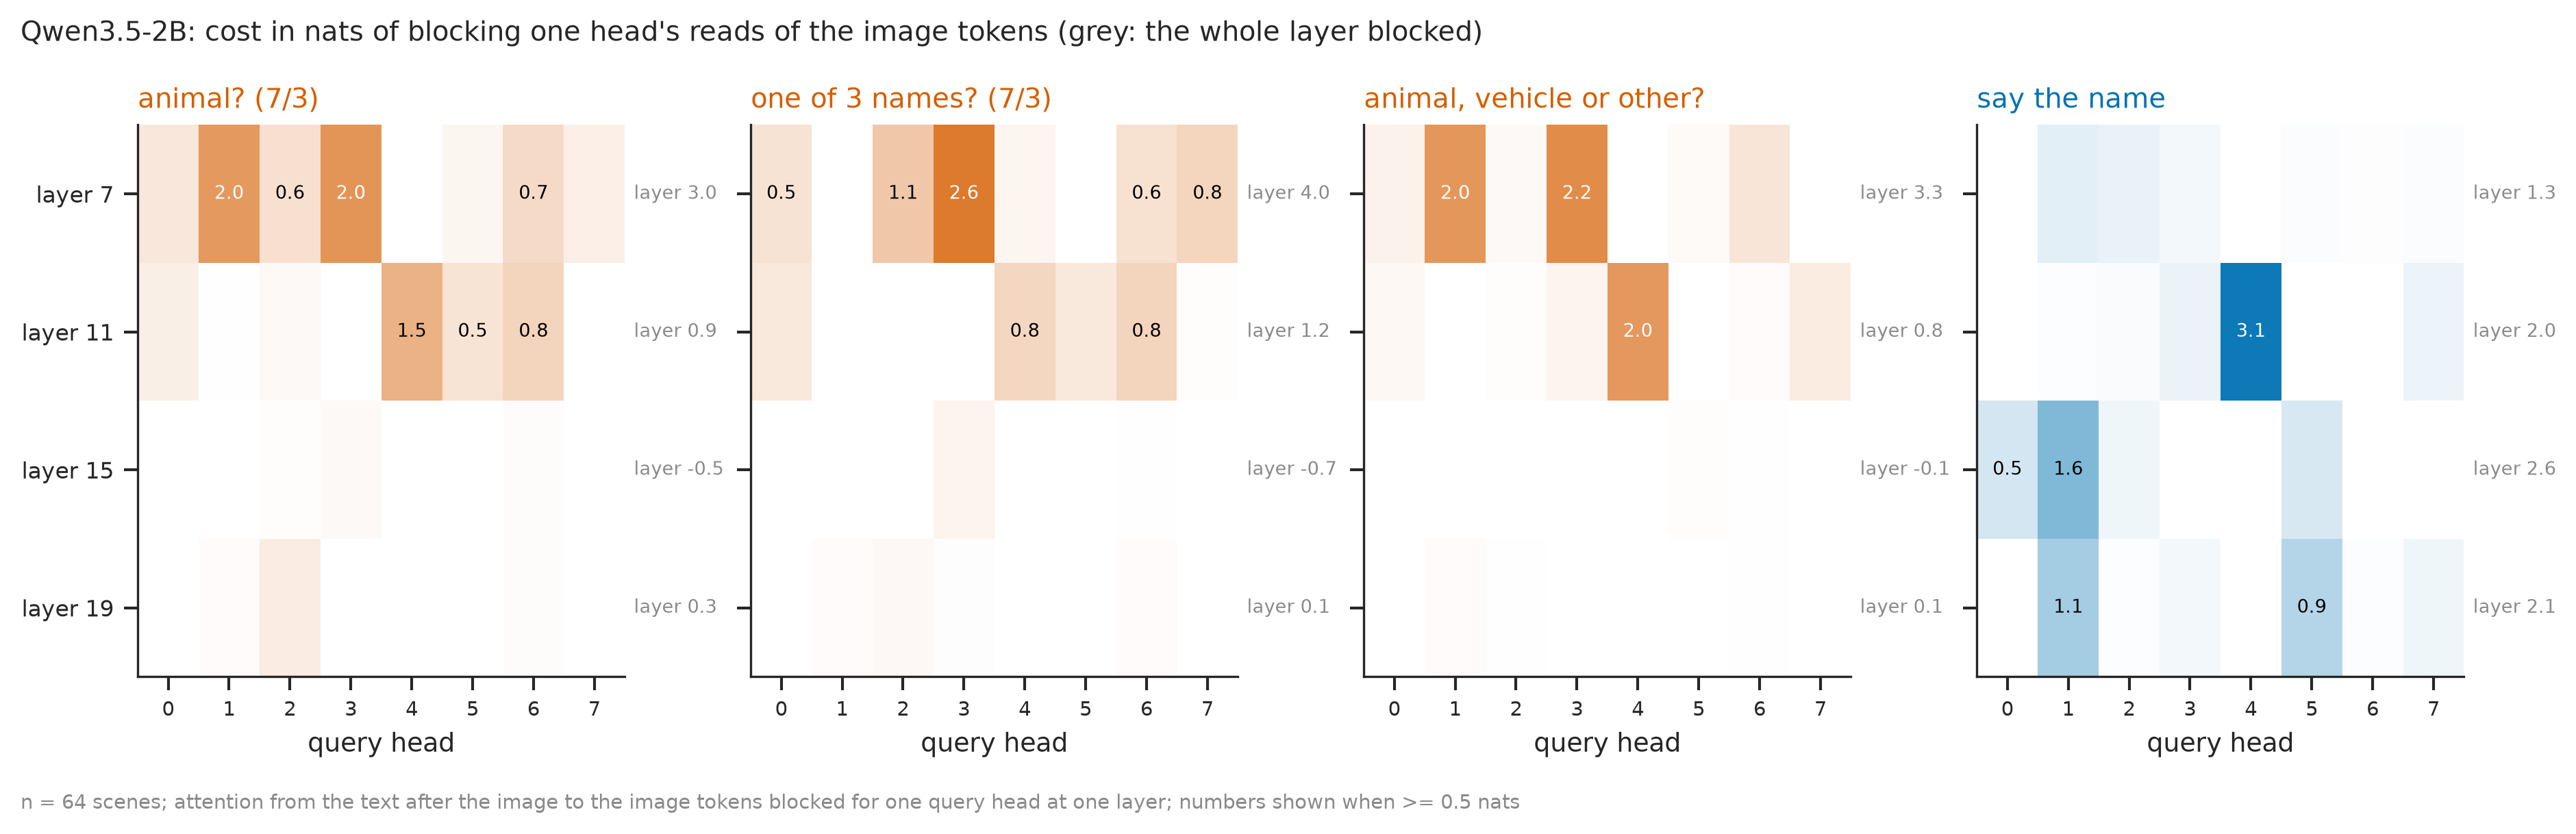 Qwen3.5-2B: cost in nats of blocking one head's reads of the image tokens (grey: the whole layer blocked)
animal? (7/3)
one of 3 names? (7/3)
animal, vehicle or other?
say the name
layer 7
2.0
0.6
2.0
0.7
layer 3.0
0.5
1.1
2.6
0.6
0.8
layer 4.0
2.0
2.2
layer 3.3
layer 1.3
layer 11
1.5
0.5
0.8
layer 0.9
0.8
0.8
layer 1.2
2.0
layer 0.8
3.1
layer 2.0
layer 15
layer -0.5
layer -0.7
layer -0.1
0.5
1.6
layer 2.6
layer 19
layer 0.3
layer 0.1
layer 0.1
1.1
0.9
layer 2.1
0 1 2 3 4 5 6 7
0 1 2 3 4 5 6 7
0 1 2 3 4 5 6 7
0 1 2 3 4 5 6 7
query head
query head
query head
query head
n = 64 scenes; attention from the text after the image to the image tokens blocked for one query head at one layer; numbers shown when >= 0.5 nats